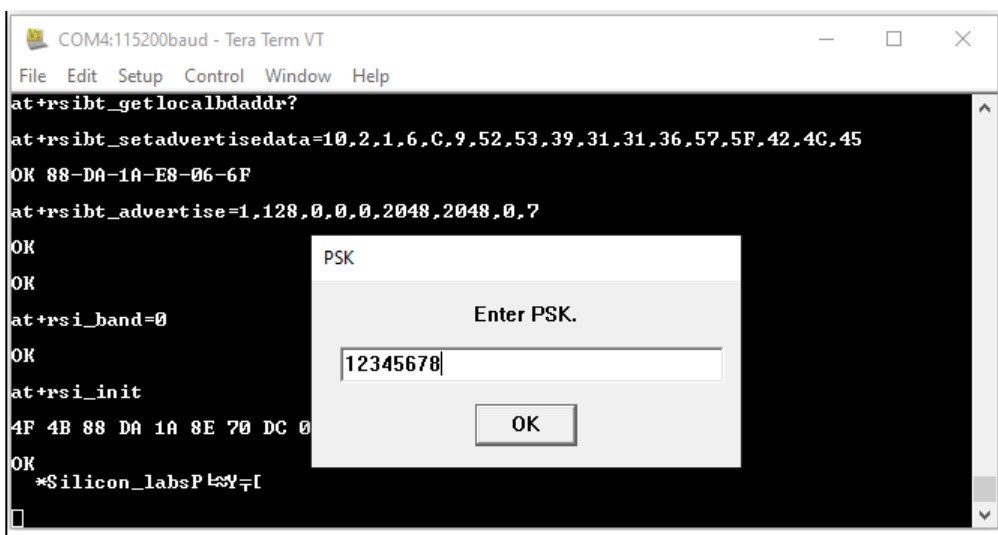 COM4:115200baud - Tera Term VT
File Edit Setup Control Window Help
at+rsibt_getlocalbdaddr?
at+rsibt_setadvertisedata=10,2,1,6,C,9,52,53,39,31,31,36,57,5F,42,4C,45
OK 88-DA-1A-E8-06-6F
at+rsibt_advertise=1,128,0,0,0,2048,2048,0,7
OK
OK
at+rsi_band=0
OK
at+rsi_init
4F 4B 88 DA 1A 8E 70 DC 0
OK
*Silicon_labsP
PSK
Enter PSK.
12345678
OK